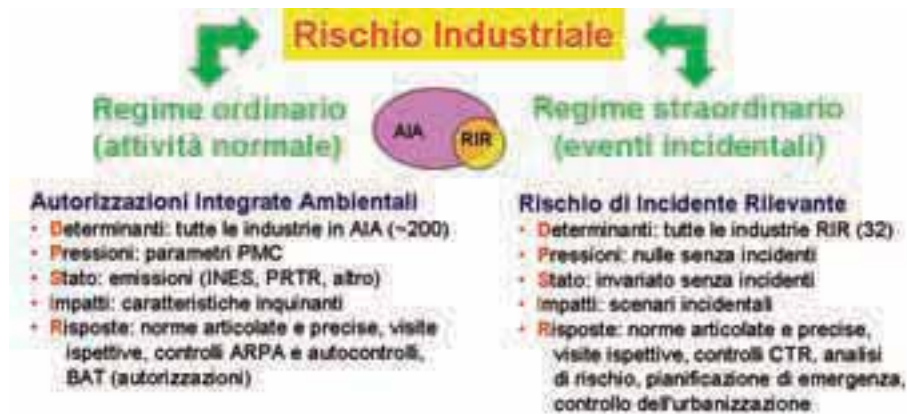 Rischio Industriale
Regime ordinario
(attività normale)
AIA
RIR
Regime straordinario
(eventi incidentali)
Autorizzazioni Integrate Ambientali
• Determinanti: tutte le industrie in AIA (~200)
• Pressioni: parametri PMC
• Stato: emissioni (INES, PRTR, altro)
• Impatti: caratteristiche inquinanti
• Risposte: norme articolate e precise, visite
ispettive, controlli ARPA e autocontrolli,
BAT (autorizzazioni)
Rischio di Incidente Rilevante
• Determinanti: tutte le industrie RIR (32)
• Pressioni: nulle senza incidenti
• Stato: invariato senza incidenti
• Impatti: scenari incidentali
• Risposte: norme articolate e precise,
visite ispettive, controlli CTR, analisi
di rischio, pianificazione di emergenza,
controllo dell'urbanizzazione